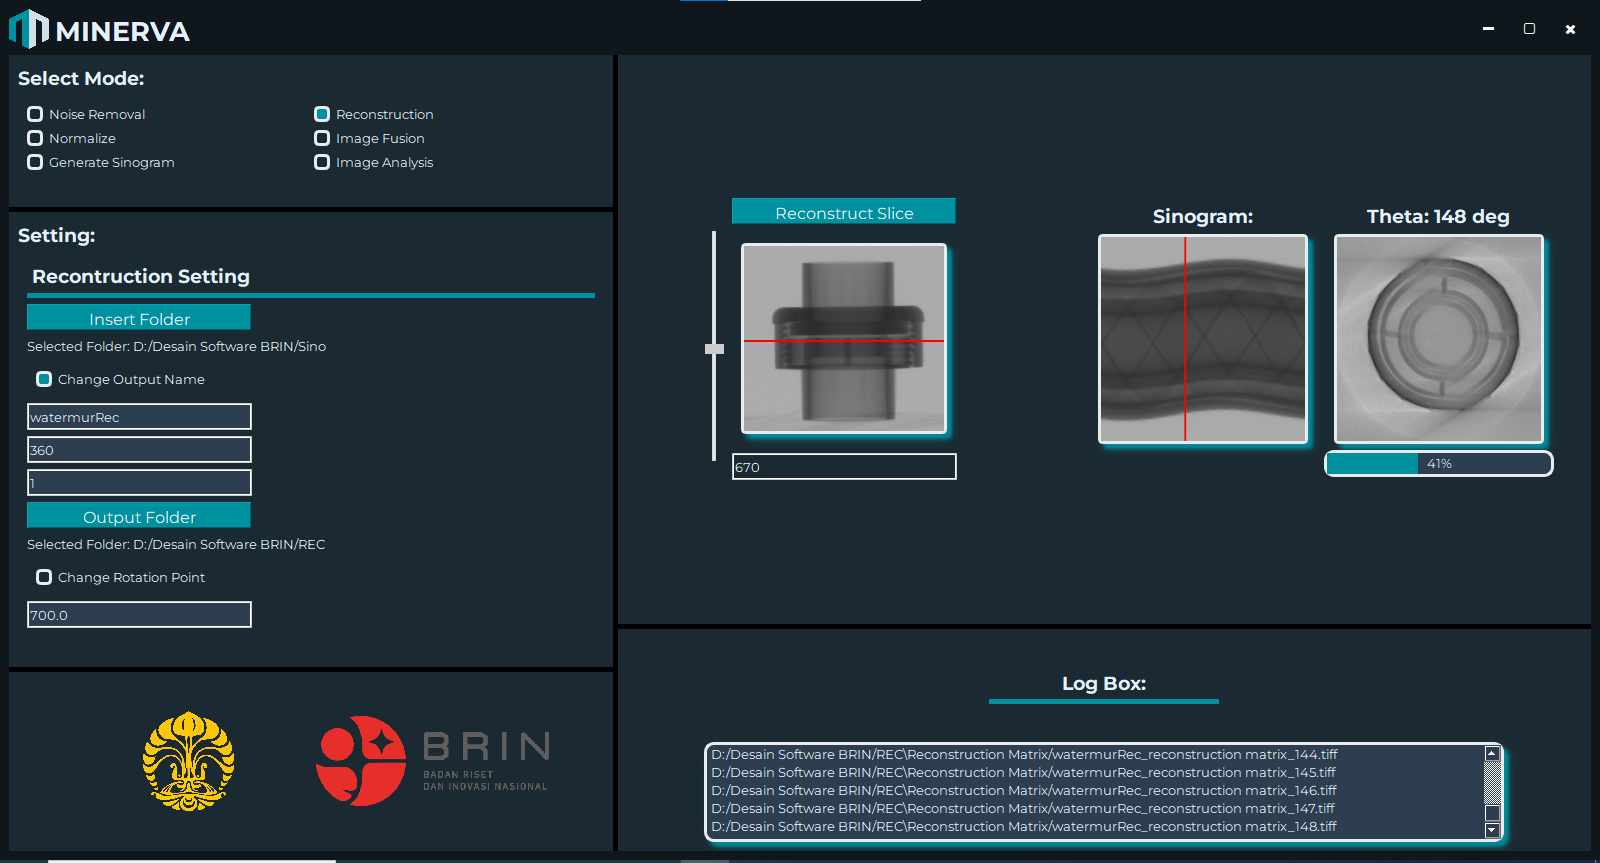 MINERVA
Select Mode:
Noise Removal
Normalize
Generate Sinogram
Reconstruction
Image Fusion
Image Analysis
Setting:
Recontruction Setting
Insert Folder
Selected Folder: D:/Desain Software BRIN/Sino
Change Output Name
watermurRec
360
1
Output Folder
Selected Folder: D:/Desain Software BRIN/REC
Change Rotation Point
700.0
BRIN
BADAN RISET
DAN INOVASI NASIONAL
Reconstruct Slice
670
Sinogram:
Theta: 148 deg
41%
Log Box:
D:/Desain Software BRIN/REC\Reconstruction Matrix/watermurRec_reconstruction matrix_144.tiff
D:/Desain Software BRIN/REC\Reconstruction Matrix/watermurRec_reconstruction matrix_145.tiff
D:/Desain Software BRIN/REC\Reconstruction Matrix/watermurRec_reconstruction matrix_146.tiff
D:/Desain Software BRIN/REC\Reconstruction Matrix/watermurRec_reconstruction matrix_147.tiff
D:/Desain Software BRIN/REC\Reconstruction Matrix/watermurRec_reconstruction matrix_148.tiff